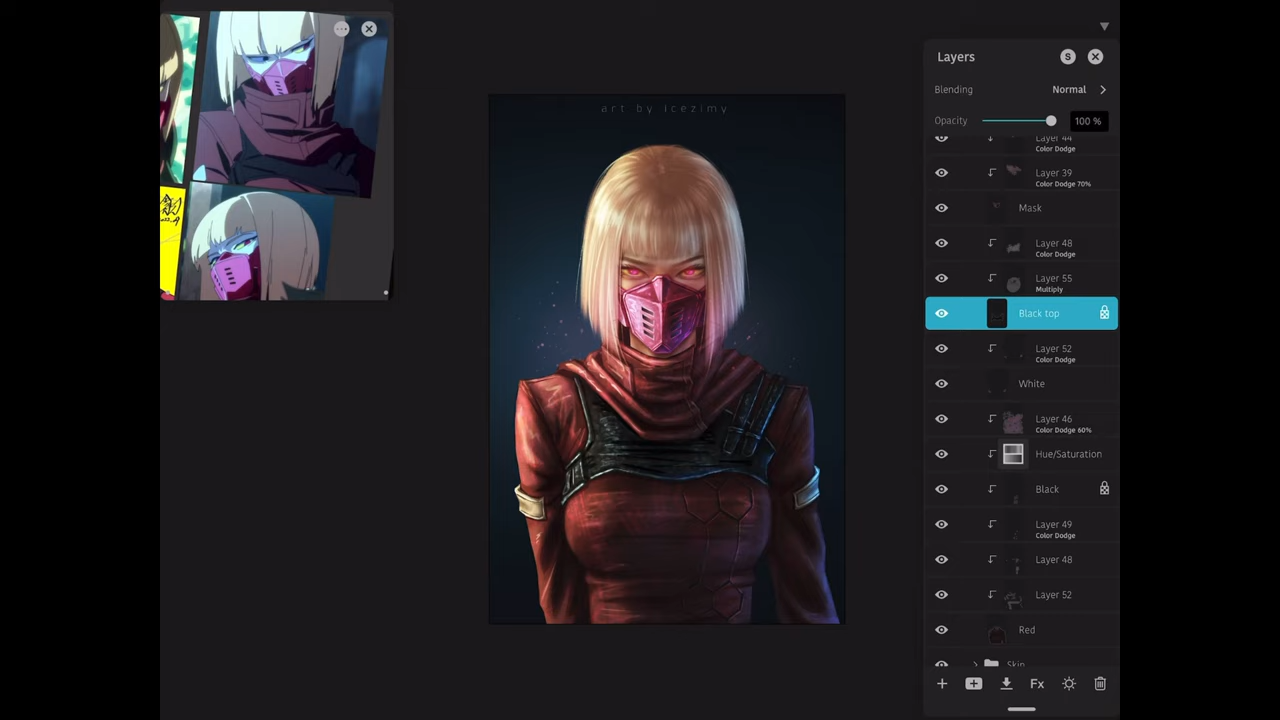 art by Icezimy
Layers
S
Blending
Normal
Opacity
100 %
Layer 44
Color Dodge
Layer 39
Color Dodge 70%
Mask
Layer 48
Color Dodge
Layer 55
Multiply
Black top
Layer 52
Color Dodge
White
Layer 46
Color Dodge 60%
Hue/Saturation
Black
Layer 49
Color Dodge
Layer 48
Layer 52
Red
Skin
Fx